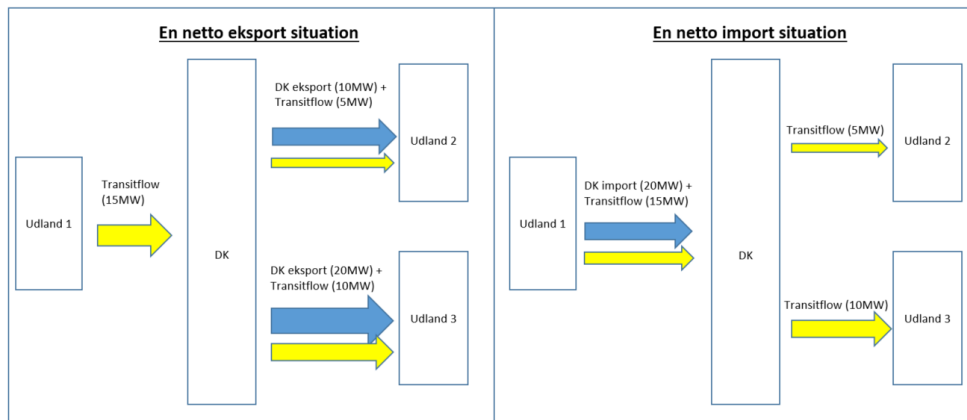 En netto eksport situation
DK eksport (10MW) +
Transitflow (5MW)
Udland 2
Transitflow
(15MW)
Udland 1
DK
DK eksport (20MW) +
Transitflow (10MW)
Udland 3
En netto import situation
Transitflow (5MW)
Udland 2
DK import (20MW) +
Transitflow (15MW)
Udland 1
DK
Transitflow (10MW)
Udland 3